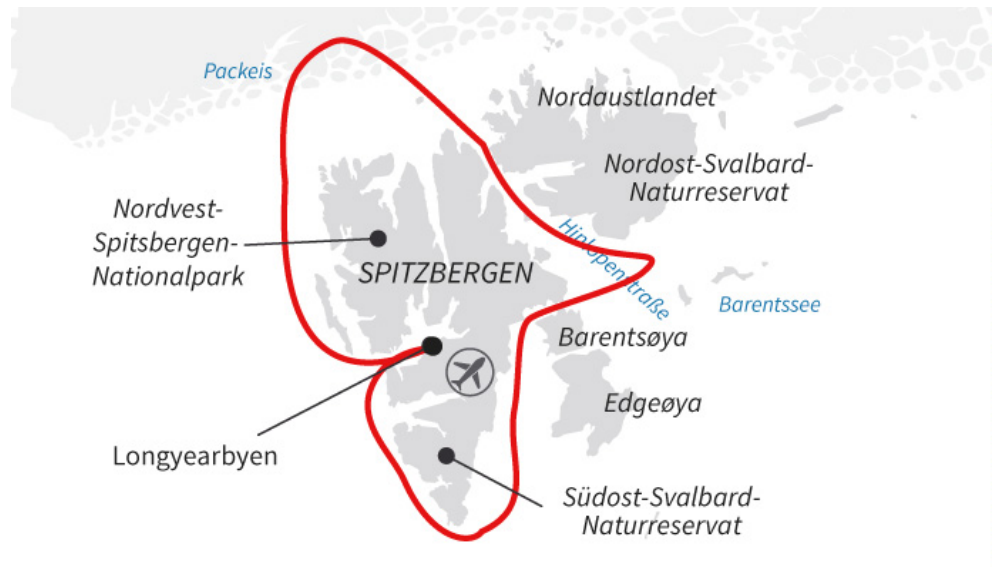 Packeis
Nordaustlandet
Nordost-Svalbard-
Naturreservat
Nordvest-
Spitsbergen-
Nationalpark
Hinlopenstraße
SPITZBERGEN
Barentssee
Barentsøya
Edgeøya
Longyearbyen
Südost-Svalbard-
Naturreservat